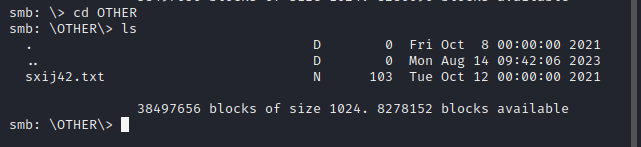 smb: \> cd OTHER
smb: \OTHER\> ls
. D 0 Fri Oct 8 00:00:00 2021
.. D 0 Mon Aug 14 09:42:06 2023
sxij42.txt N 103 Tue Oct 12 00:00:00 2021
38497656 blocks of size 1024. 8278152 blocks available
smb: \OTHER\>